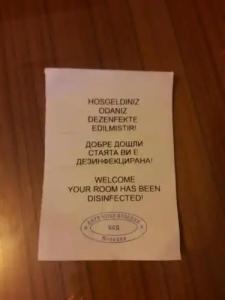 HOSGELDINIZ
ODANIZ
DEZENFEKTE
EDILMISTIR!
ДОБРЕ ДОШЛИ
СТАЯТА ВИ Е
ДЕЗИНФЕКЦИРАНА!
WELCOME
YOUR ROOM HAS BEEN
DISINFECTED!